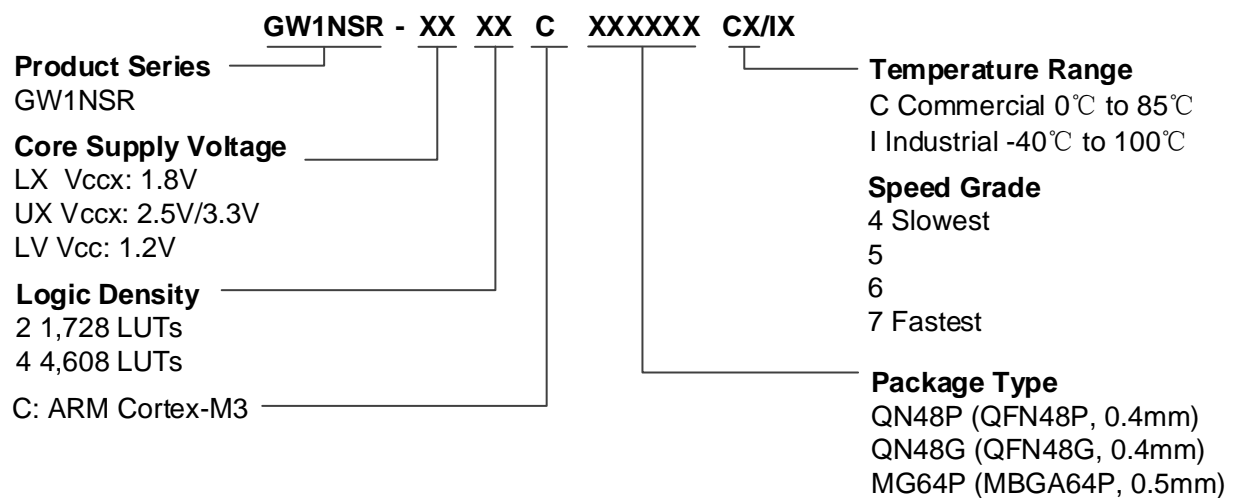 GW1NSR - XX XX C XXXXXX CX/IX
Product Series
GW1NSR
Core Supply Voltage
LX Vccx: 1.8V
UX Vccx: 2.5V/3.3V
LV Vcc: 1.2V
Logic Density
2 1,728 LUTs
4 4,608 LUTs
C: ARM Cortex-M3
Temperature Range
C Commercial 0℃ to 85℃
I Industrial -40℃ to 100℃
Speed Grade
4 Slowest
5
6
7 Fastest
Package Type
QN48P (QFN48P, 0.4mm)
QN48G (QFN48G, 0.4mm)
MG64P (MBGA64P, 0.5mm)